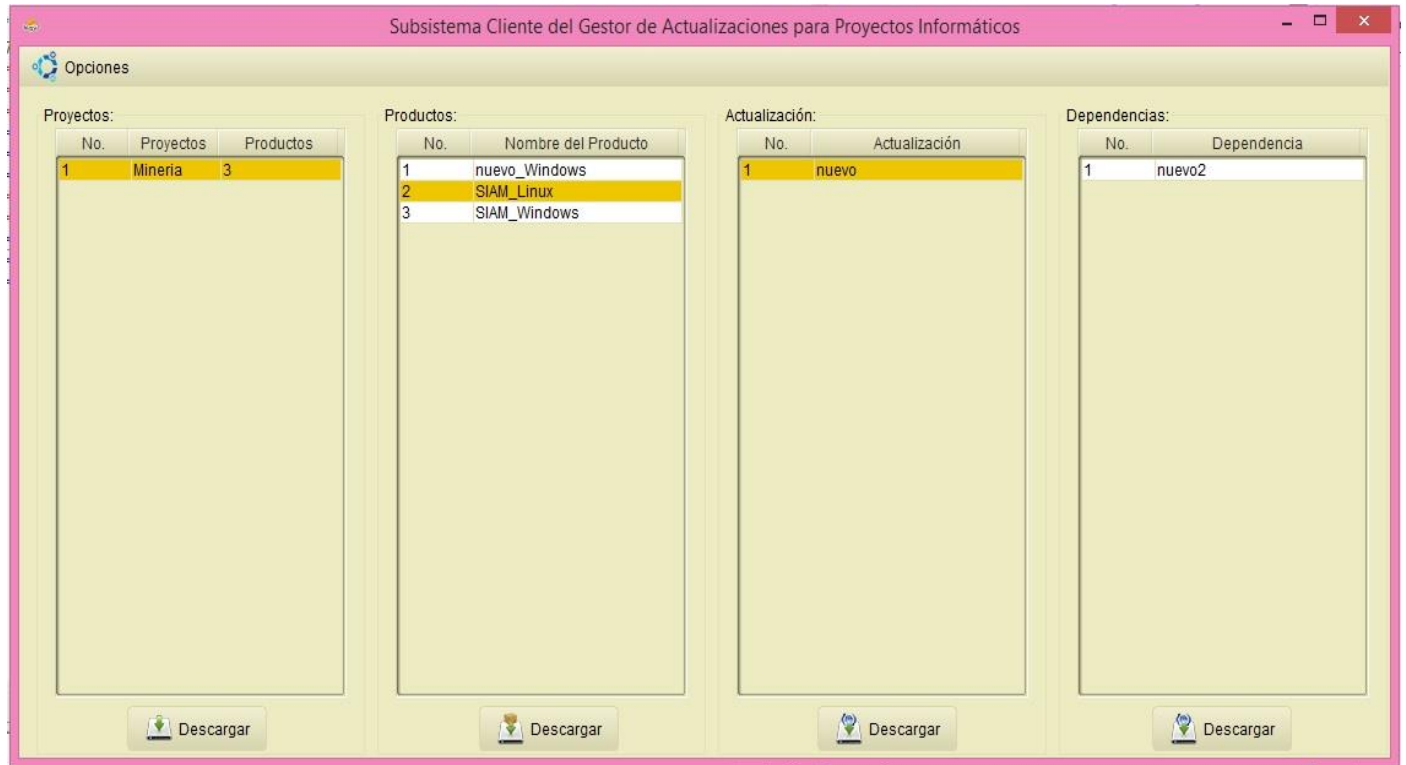 Subsistema Cliente del Gestor de Actualizaciones para Proyectos Informáticos
Opciones
Proyectos:
No. Proyectos Productos
1 Mineria 3
Descargar
Productos:
No. Nombre del Producto
1 nuevo_Windows
2 SIAM_Linux
3 SIAM_Windows
Descargar
Actualización:
No. Actualización
1 nuevo
Descargar
Dependencias:
No. Dependencia
1 nuevo2
Descargar